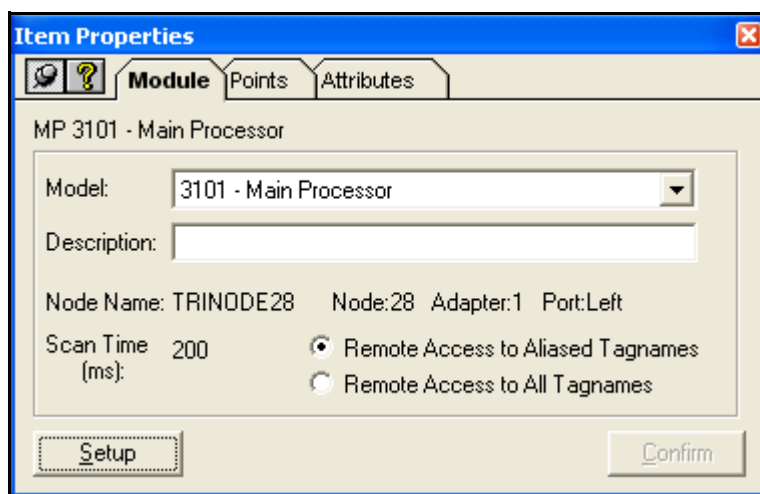 Item Properties
Module Points Attributes
MP 3101 - Main Processor
Model: 3101 - Main Processor
Description:
Node Name: TRINODE28 Node:28 Adapter:1 Port:Left
Scan Time (ms): 200
Remote Access to Aliased Tagnames
Remote Access to All Tagnames
Setup Confirm